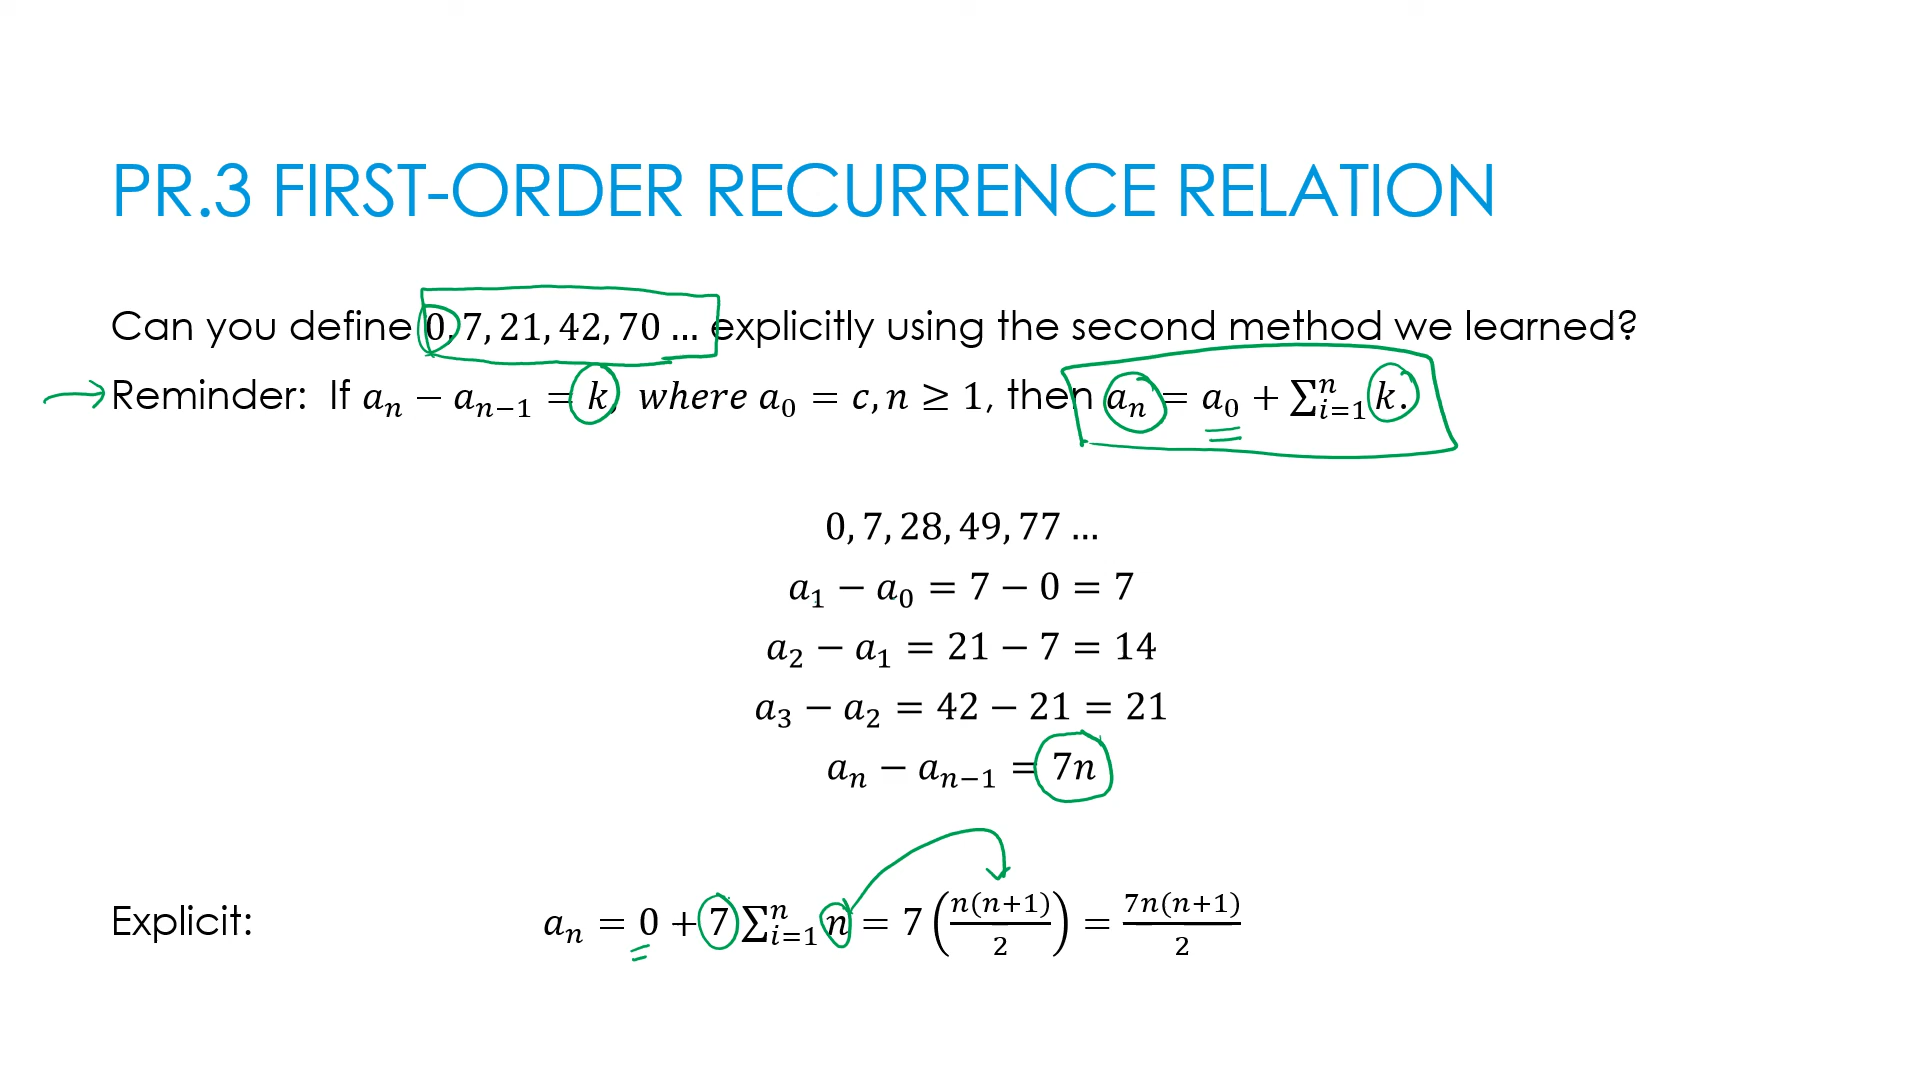 PR.3 FIRST-ORDER RECURRENCE RELATION
Can you define 0, 7, 21, 42, 70 … explicitly using the second method we learned?
Reminder: If aₙ − aₙ₋₁ = k, where a₀ = c, n ≥ 1, then aₙ = a₀ + ∑ⁿᵢ₌₁ k.
0, 7, 28, 49, 77 …
a₁ − a₀ = 7 − 0 = 7
a₂ − a₁ = 21 − 7 = 14
a₃ − a₂ = 42 − 21 = 21
aₙ − aₙ₋₁ = 7n
Explicit: aₙ = 0 + 7 ∑ⁿᵢ₌₁ n = 7 (n(n+1)/2) = 7n(n+1)/2